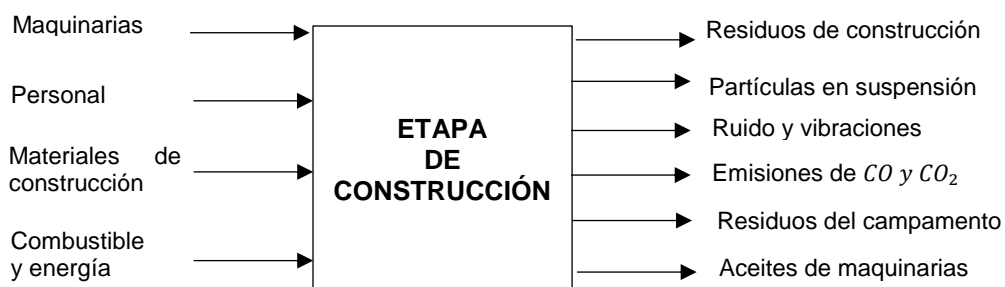 Maquinarias
Personal
Materiales de
construcción
Combustible
y energía
ETAPA
DE
CONSTRUCCIÓN
Residuos de construcción
Partículas en suspensión
Ruido y vibraciones
Emisiones de CO y CO₂
Residuos del campamento
Aceites de maquinarias